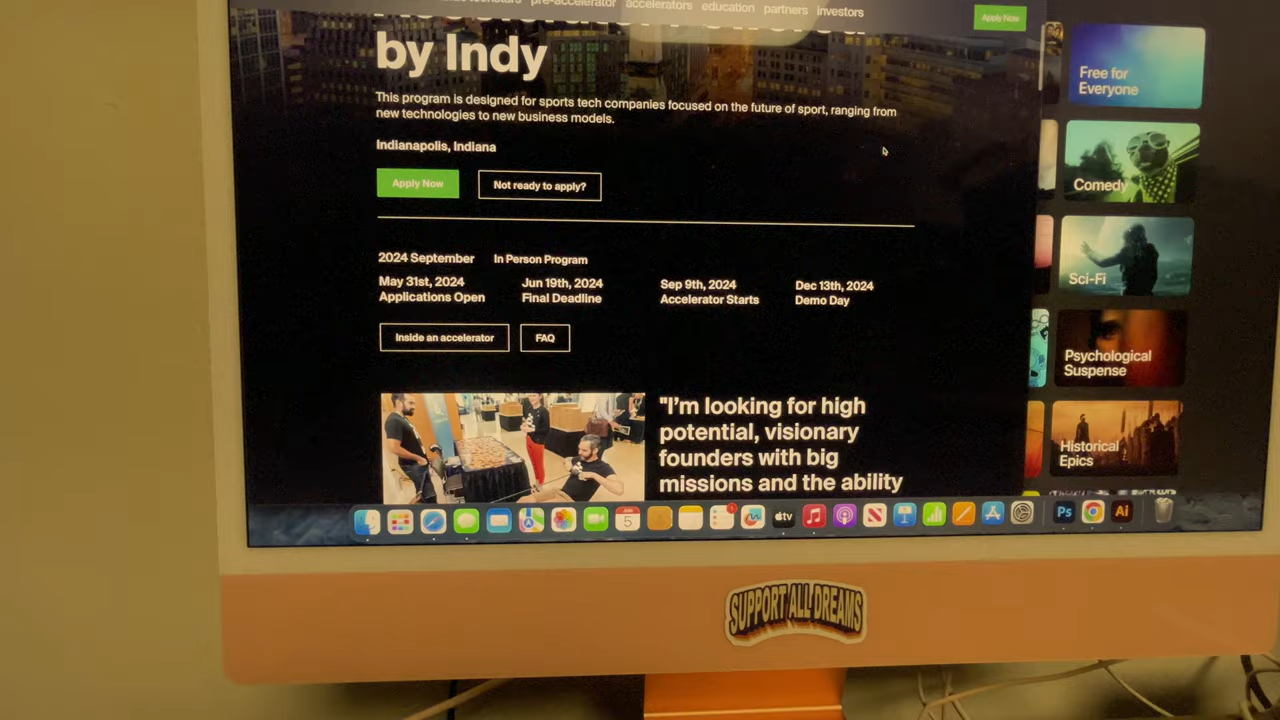 pre-accelerator accelerators education partners investors
Apply Now
by Indy
This program is designed for sports tech companies focused on the future of sport, ranging from
new technologies to new business models.
Indianapolis, Indiana
Apply Now
Not ready to apply?
2024 September
In Person Program
May 31st, 2024
Applications Open
Jun 19th, 2024
Final Deadline
Sep 9th, 2024
Accelerator Starts
Dec 13th, 2024
Demo Day
Inside an accelerator
FAQ
"I'm looking for high
potential, visionary
founders with big
missions and the ability
Free for
Everyone
Comedy
Sci-Fi
Psychological
Suspense
Historical
Epics
5
tv
Ps
Ai
SUPPORT ALL DREAMS